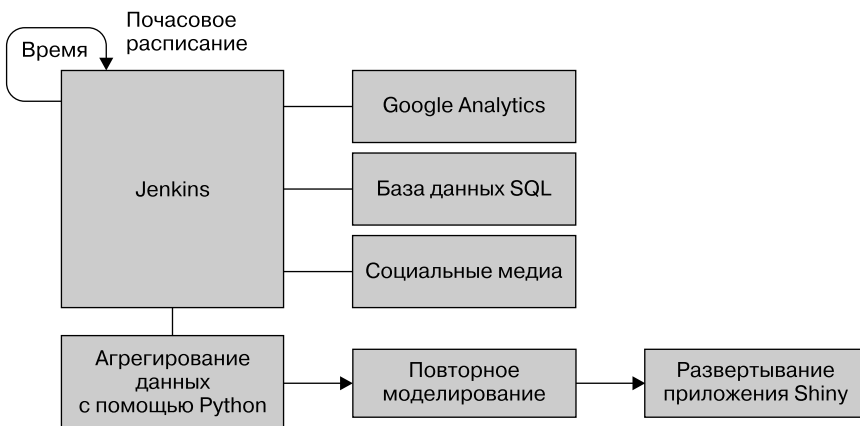 Почасовое
расписание
Время
Jenkins
Google Analytics
База данных SQL
Социальные медиа
Агрегирование
данных
с помощью Python
Повторное
моделирование
Развертывание
приложения Shiny